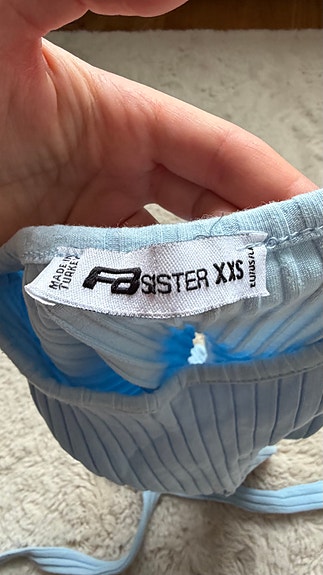 MADE IN
TURKEY
FB SISTER XXS